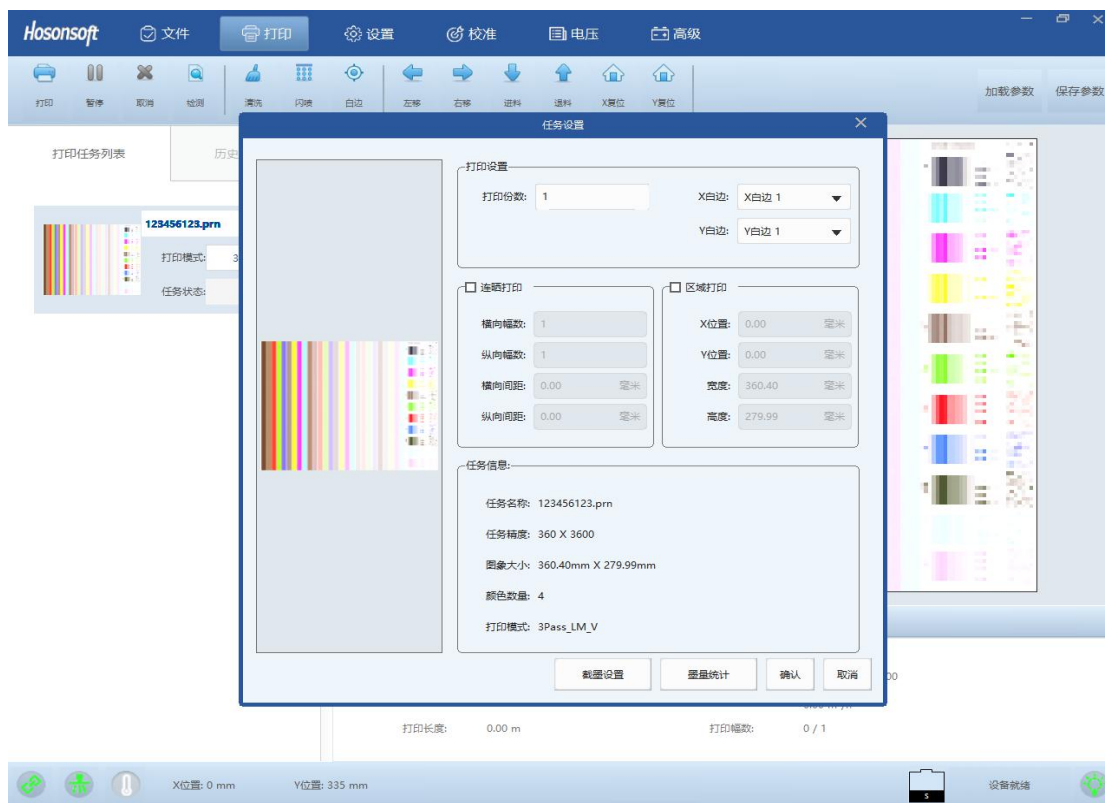 Hosonsoft 文件 打印 设置 校准 电压 高级
打印 暂停 取消 检测 清洗 闪喷 白边 左移 右移 进料 退料 X复位 Y复位 加载参数 保存参数
任务设置
打印任务列表 历史
打印设置
打印份数: 1 X白边: X白边 1
Y白边: Y白边 1
123456123.prn
打印模式: 3
任务状态:
连晒打印 区域打印
横向幅数: 1 X位置: 0.00 毫米
纵向幅数: 1 Y位置: 0.00 毫米
横向间距: 0.00 毫米 宽度: 360.40 毫米
纵向间距: 0.00 毫米 高度: 279.99 毫米
任务信息:
任务名称: 123456123.prn
任务精度: 360 X 3600
图象大小: 360.40mm X 279.99mm
颜色数量: 4
打印模式: 3Pass_LM_V
截墨设置 墨量统计 确认 取消
打印长度: 0.00 m 打印幅数: 0 / 1
X位置: 0 mm Y位置: 335 mm S 设备就绪